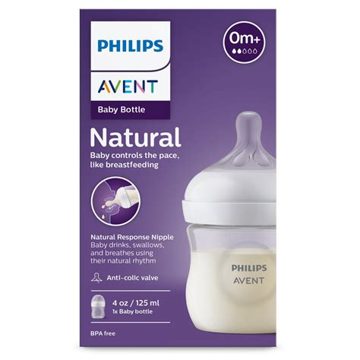 PHILIPS
AVENT
Baby Bottle
0m+
Natural
Baby controls the pace,
like breastfeeding
Natural Response Nipple
Baby drinks, swallows,
and breathes using
their natural rhythm
Anti-colic valve
4 oz / 125 ml
1x Baby bottle
BPA free
PHILIPS
AVENT